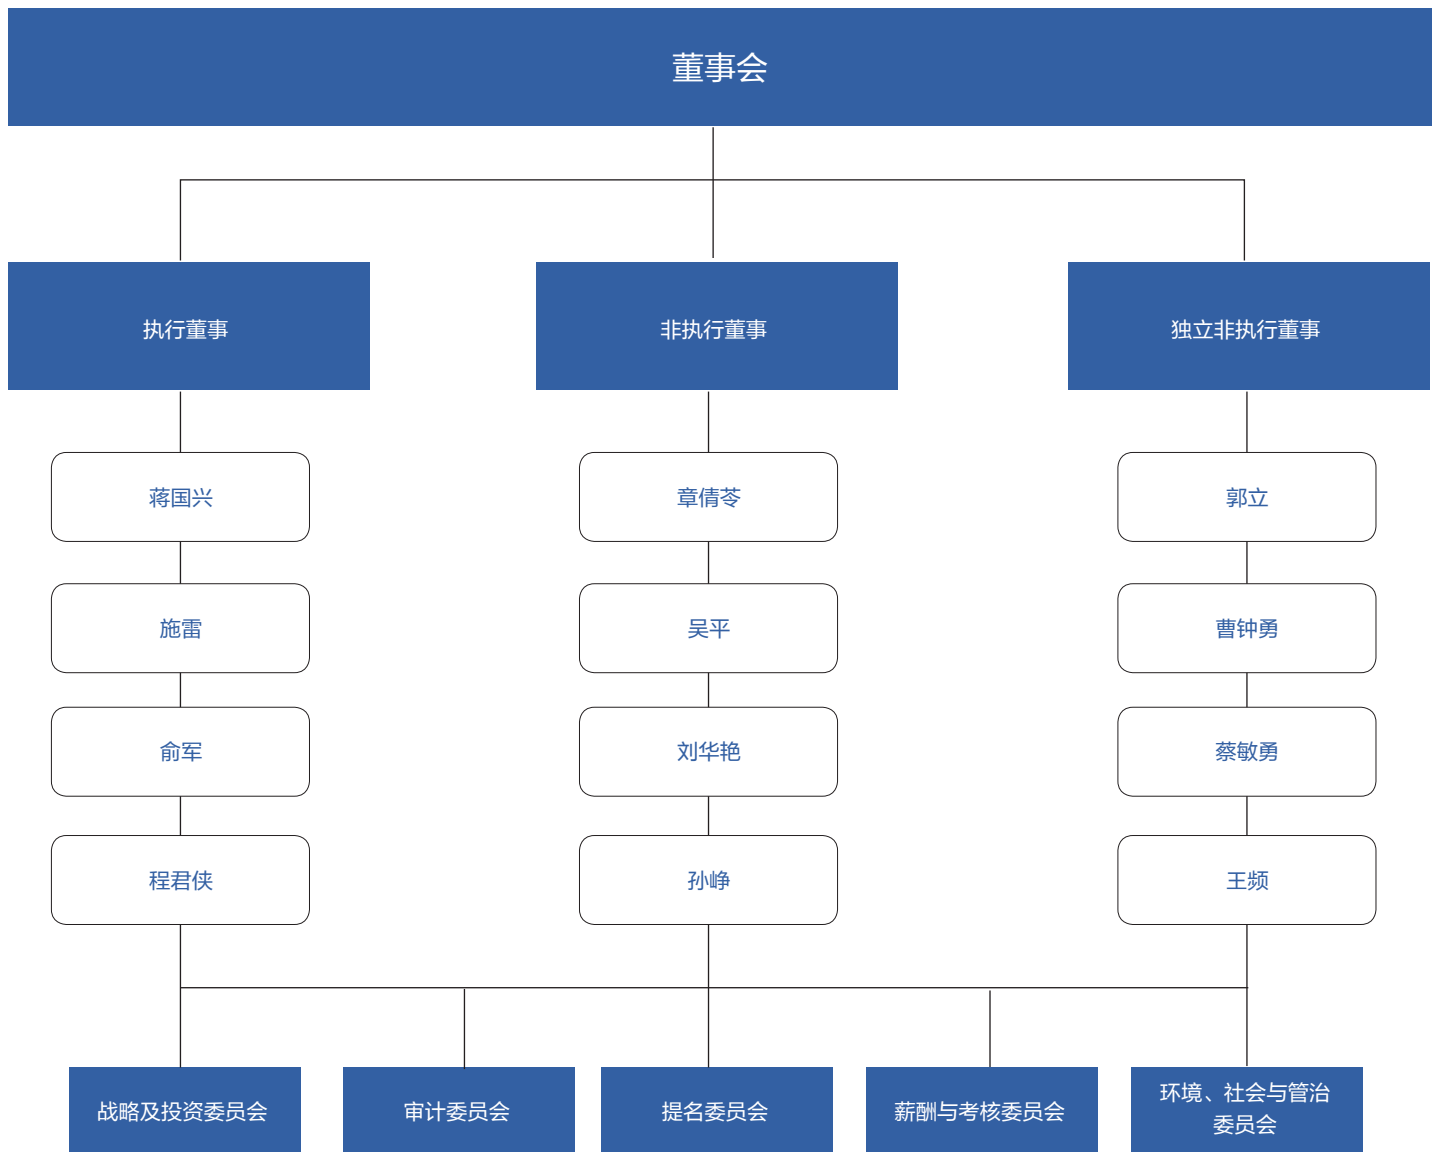 董事会
执行董事
非执行董事
独立非执行董事
蒋国兴
章倩苓
郭立
施雷
吴平
曹钟勇
俞军
刘华艳
蔡敏勇
程君侠
孙峥
王频
战略及投资委员会
审计委员会
提名委员会
薪酬与考核委员会
环境、社会与管治
委员会